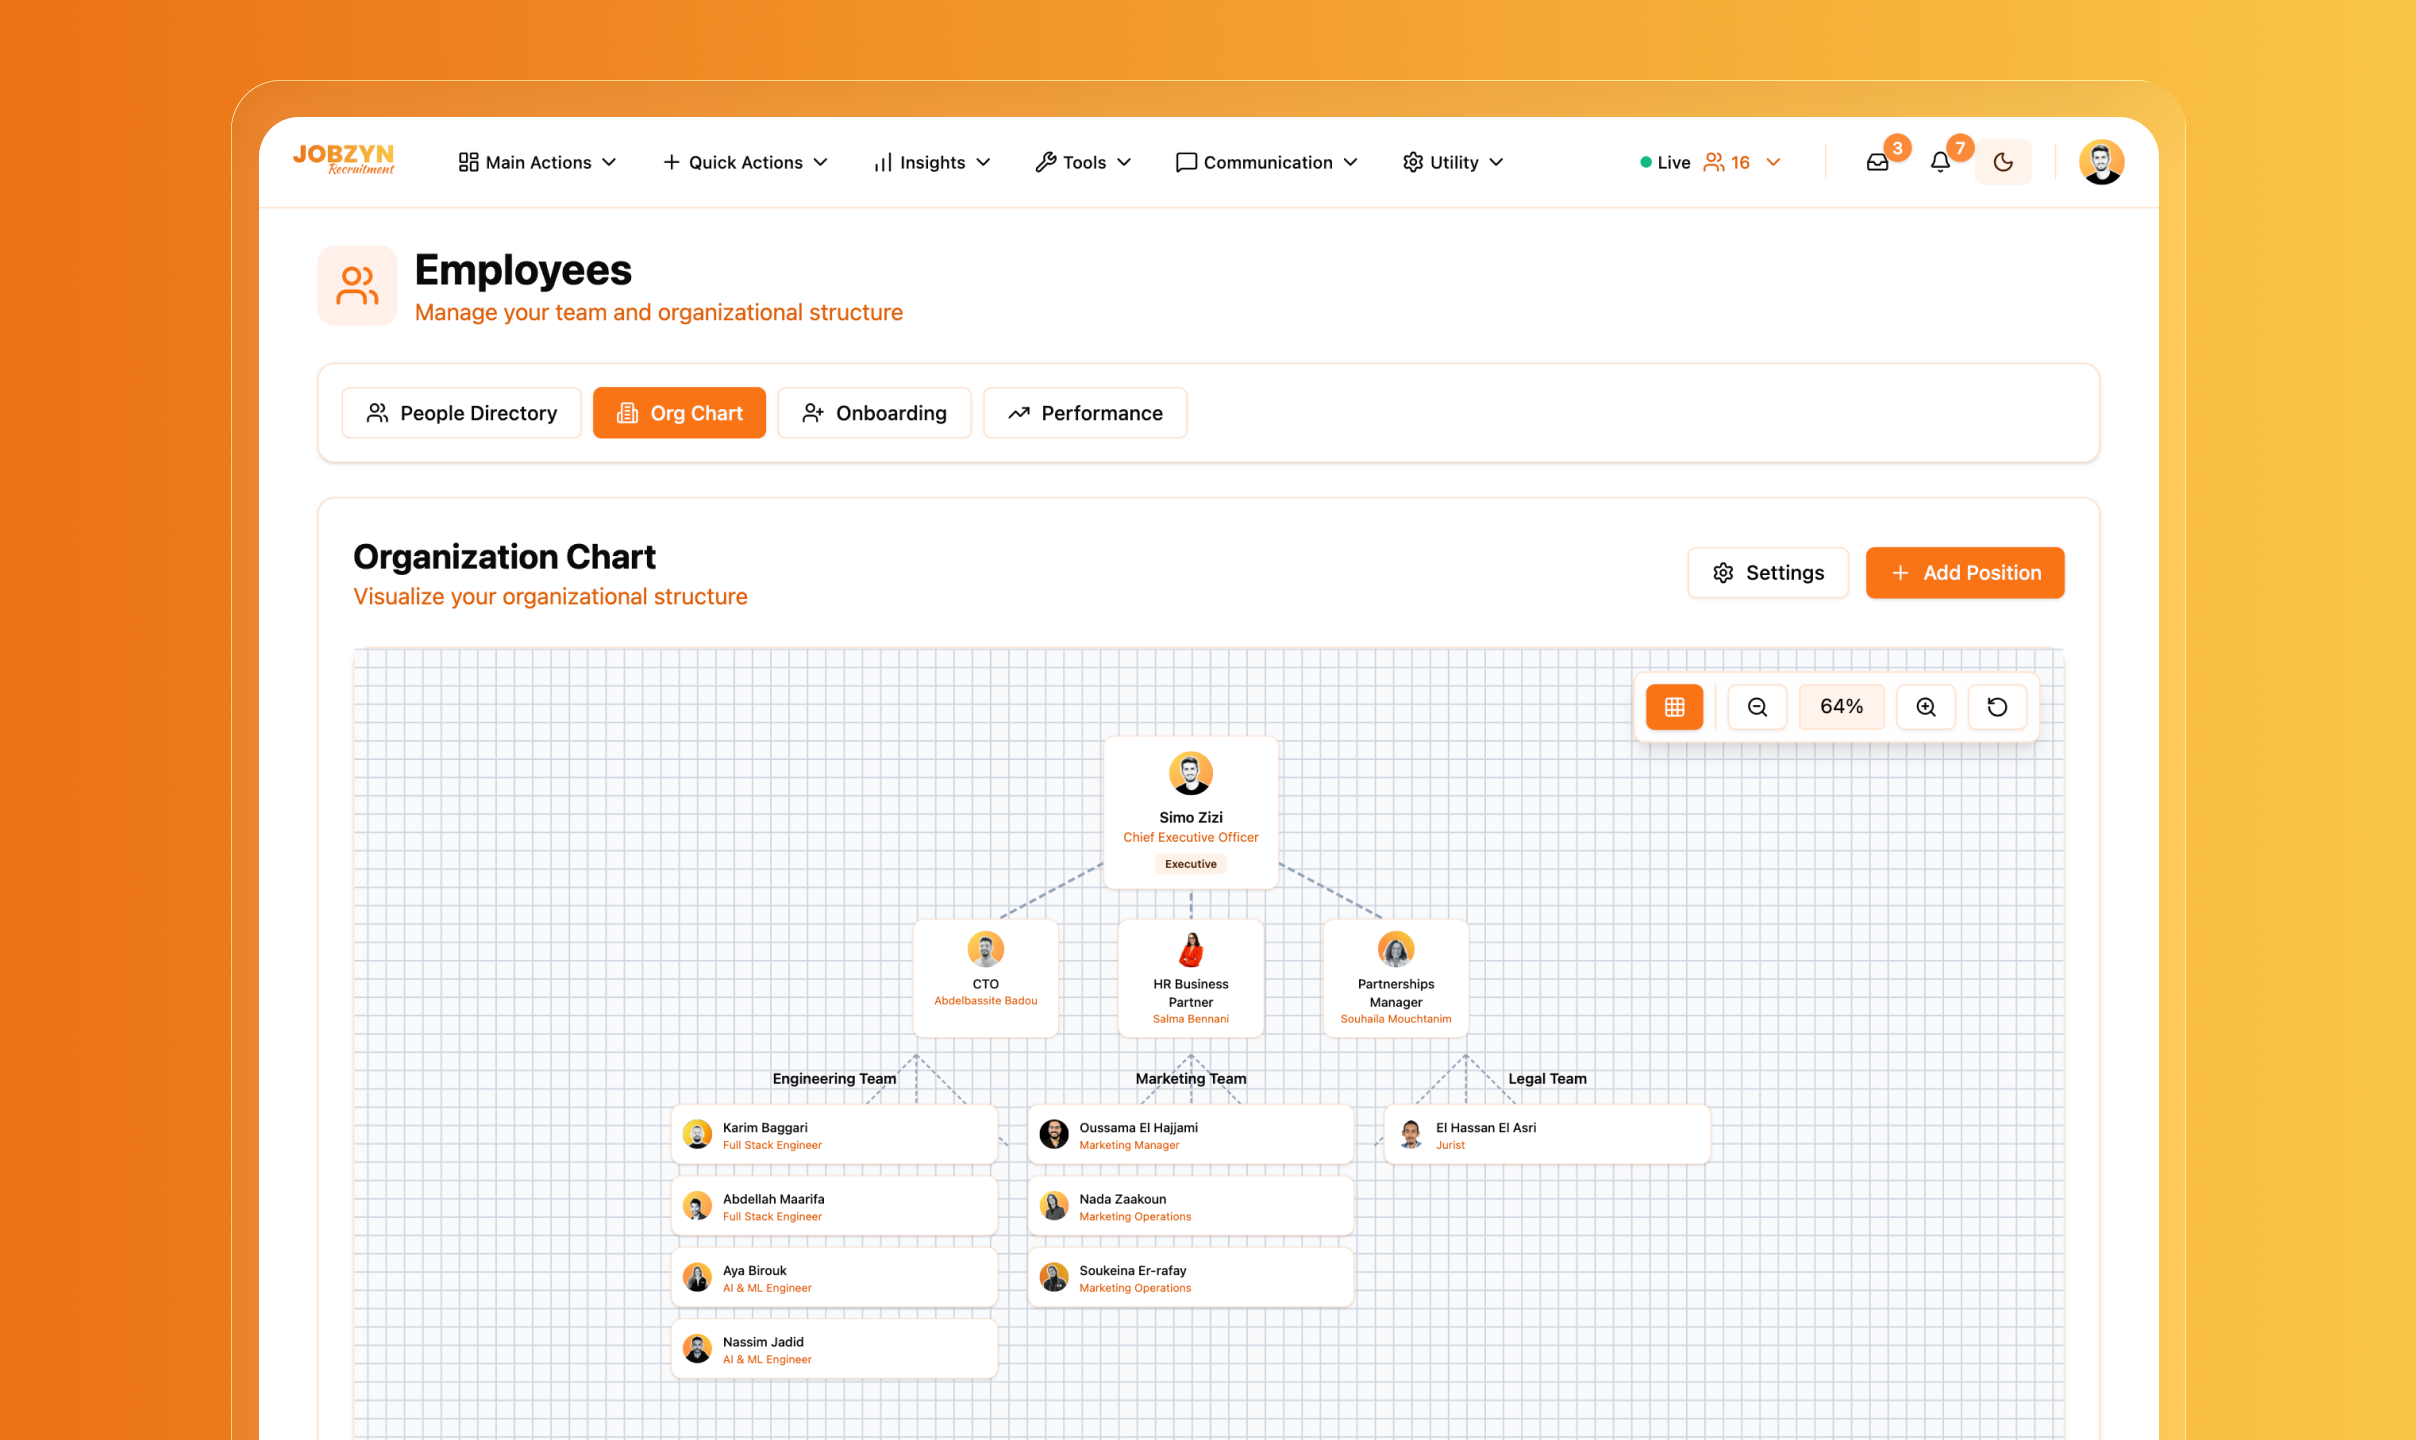 JOBZYN
Recruitment
Main Actions
Quick Actions
Insights
Tools
Communication
Utility
Live
16
3
7
Employees
Manage your team and organizational structure
People Directory
Org Chart
Onboarding
Performance
Organization Chart
Visualize your organizational structure
Settings
Add Position
64%
Simo Zizi
Chief Executive Officer
Executive
CTO
Abdelbassite Badou
HR Business
Partner
Salma Bennani
Partnerships
Manager
Souhaila Mouchtanim
Engineering Team
Karim Baggari
Full Stack Engineer
Abdellah Maarifa
Full Stack Engineer
Aya Birouk
AI & ML Engineer
Nassim Jadid
AI & ML Engineer
Marketing Team
Oussama El Hajjami
Marketing Manager
Nada Zaakoun
Marketing Operations
Soukeina Er-rafay
Marketing Operations
Legal Team
El Hassan El Asri
Jurist